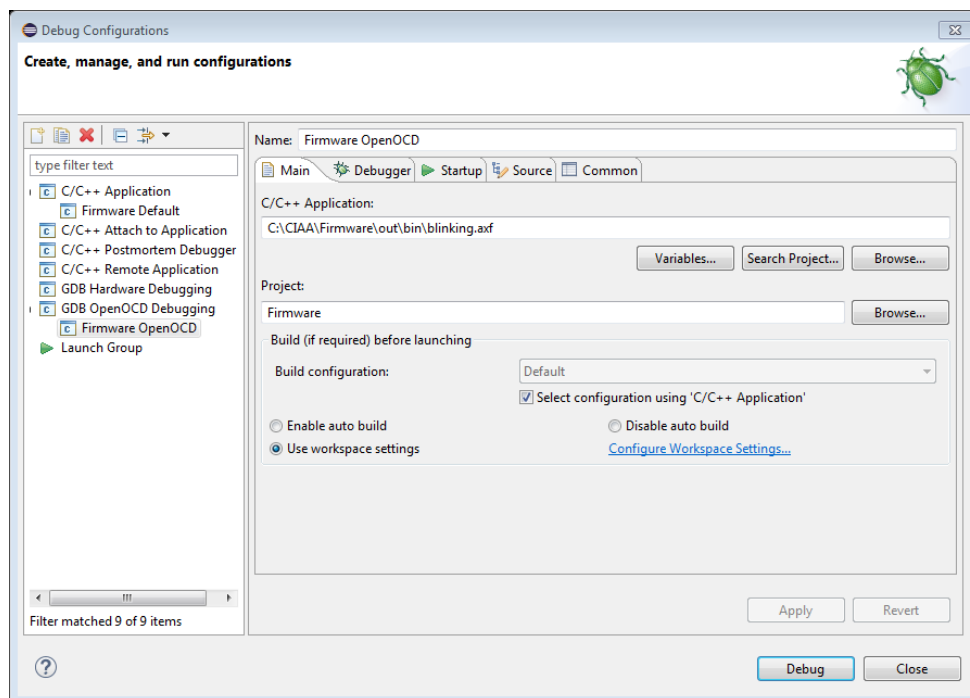 Debug Configurations
Create, manage, and run configurations
type filter text
C/C++ Application
Firmware Default
C/C++ Attach to Application
C/C++ Postmortem Debugger
C/C++ Remote Application
GDB Hardware Debugging
GDB OpenOCD Debugging
Firmware OpenOCD
Launch Group
Filter matched 9 of 9 items
Name: Firmware OpenOCD
Main Debugger Startup Source Common
C/C++ Application:
C:\CIAA\Firmware\out\bin\blinking.axf
Variables... Search Project... Browse...
Project:
Firmware Browse...
Build (if required) before launching
Build configuration: Default
Select configuration using 'C/C++ Application'
Enable auto build Disable auto build
Use workspace settings Configure Workspace Settings...
Apply Revert
? Debug Close